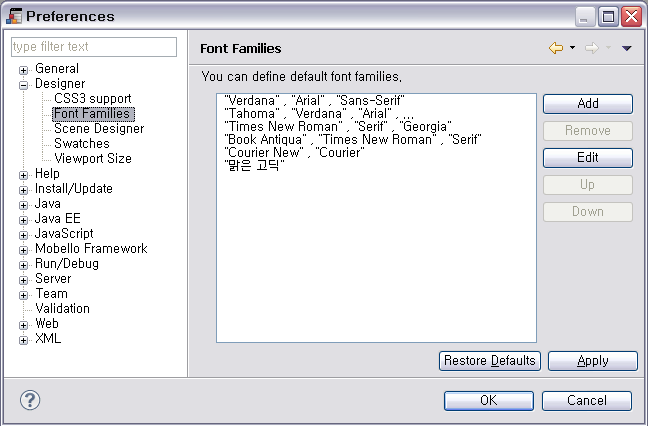 Preferences
type filter text
General
Designer
CSS3 support
Font Families
Scene Designer
Swatches
Viewport Size
Help
Install/Update
Java
Java EE
JavaScript
Mobello Framework
Run/Debug
Server
Team
Validation
Web
XML
Font Families
You can define default font families,
"Verdana" , "Arial" , "Sans-Serif"
"Tahoma" , "Verdana" , "Arial" , ...
"Times New Roman" , "Serif" , "Georgia"
"Book Antiqua" , "Times New Roman" , "Serif"
"Courier New" , "Courier"
"맑은 고딕"
Add
Remove
Edit
Up
Down
Restore Defaults
Apply
?
OK
Cancel